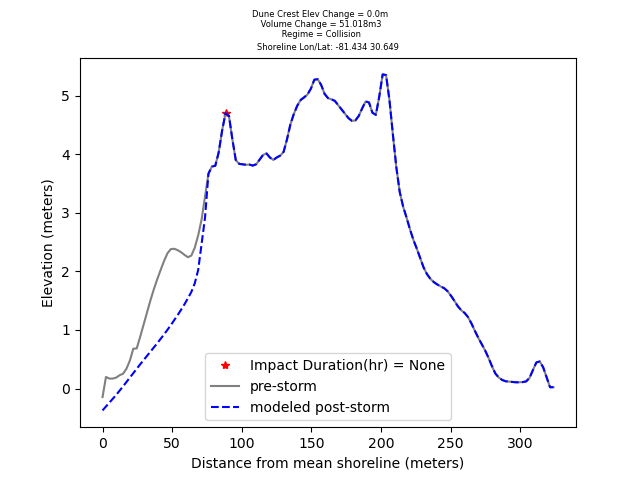 Dune Crest Elev Change = 0.0m
Volume Change = 51.018m3
Regime = Collision
Shoreline Lon/Lat: -81.434 30.649
5
4
3
2
1
0
Elevation (meters)
Impact Duration(hr) = None
pre-storm
modeled post-storm
0 50 100 150 200 250 300
Distance from mean shoreline (meters)